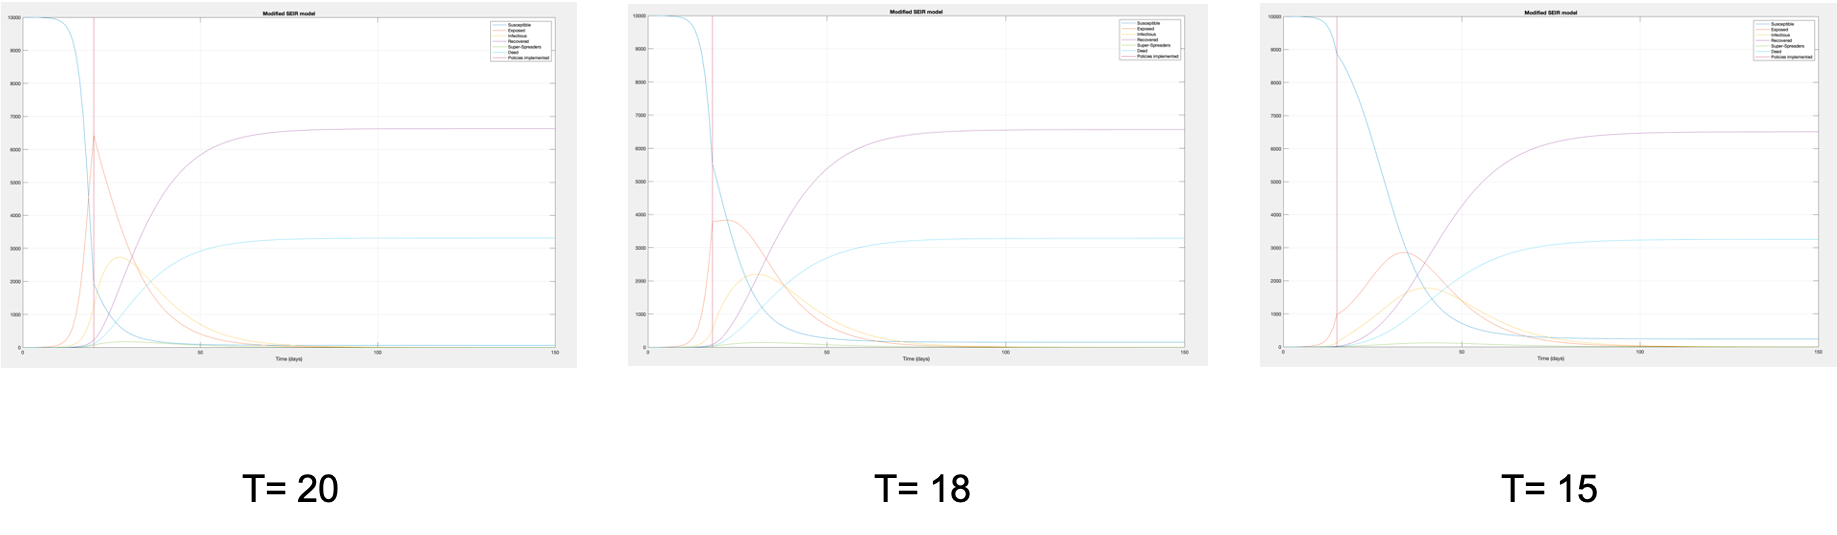 Modified SEIR model
Susceptible
Exposed
Infectious
Recovered
Super-Spreaders
Dead
Policies implemented
10000
9000
8000
7000
6000
5000
4000
3000
2000
1000
0
0 50 100 150
Time (days)
T= 20
Modified SEIR model
Susceptible
Exposed
Infectious
Recovered
Super-Spreaders
Dead
Policies implemented
10000
9000
8000
7000
6000
5000
4000
3000
2000
1000
0
0 50 100 150
Time (days)
T= 18
Modified SEIR model
Susceptible
Exposed
Infectious
Recovered
Super-Spreaders
Dead
Policies implemented
10000
9000
8000
7000
6000
5000
4000
3000
2000
1000
0
0 50 100 150
Time (days)
T= 15